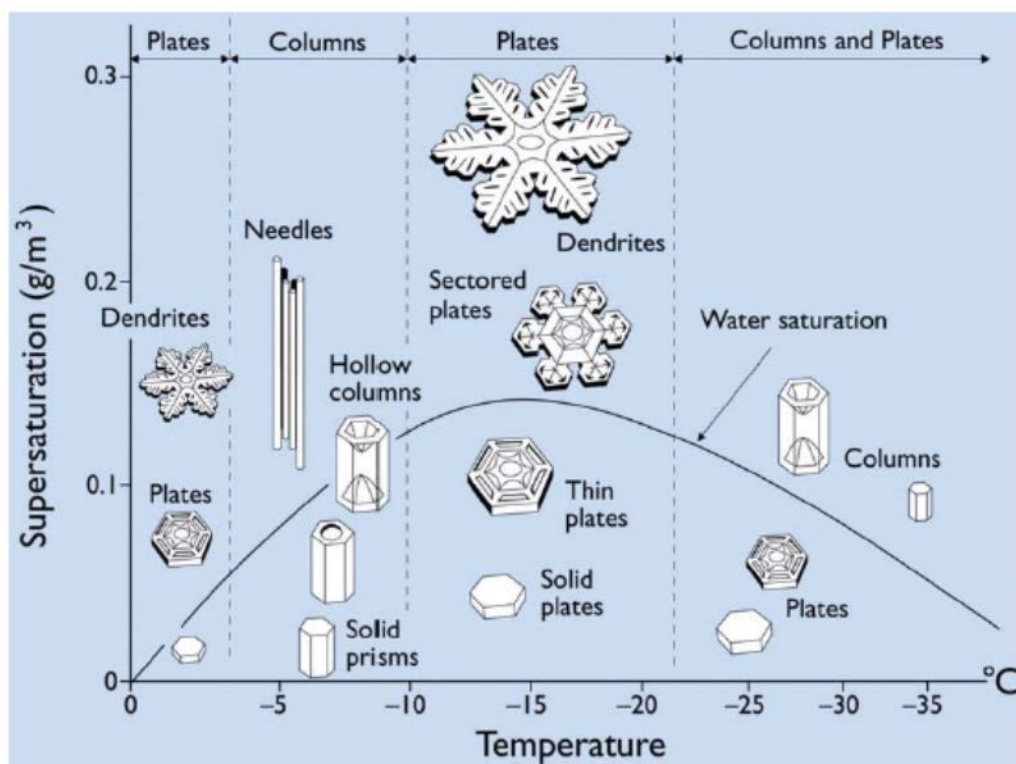 Plates
Columns
Plates
Columns and Plates
0.3
0.2
0.1
0
Supersaturation (g/m³)
Needles
Dendrites
Dendrites
Sectored
plates
Water saturation
Hollow
columns
Plates
Columns
Thin
plates
Solid
plates
Plates
Solid
prisms
0
–5
–10
–15
–20
–25
–30
–35
°C
Temperature